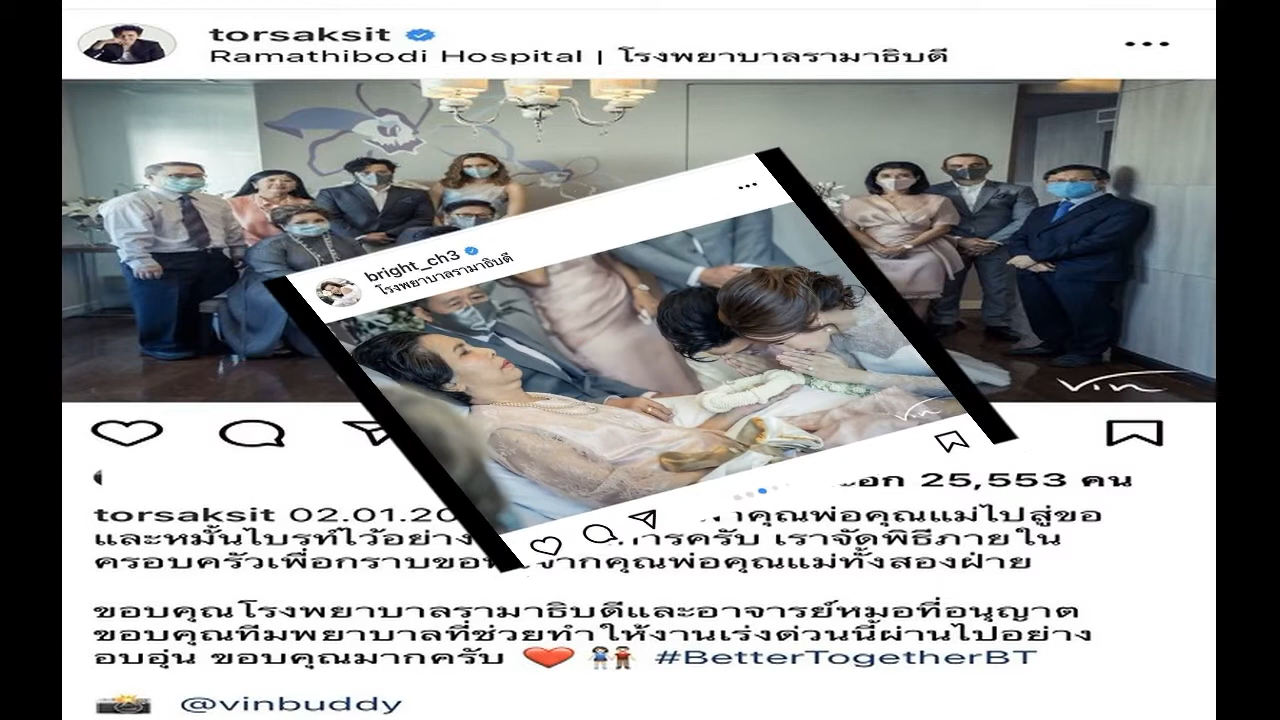 torsaksit
Ramathibodi Hospital | โรงพยาบาลรามาธิบดี
Vin
bright_ch3
โรงพยาบาลรามาธิบดี
Vin
25,553 คน
torsaksit 02.01.20 คุณพ่อคุณแม่ไปสู่ขอ
และหมั้นไบรท์ไว้อย่าง ครับ เราจัดพิธีภายใน
ครอบครัวเพื่อกราบขอ จากคุณพ่อคุณแม่ทั้งสองฝ่าย
ขอบคุณโรงพยาบาลรามาธิบดีและอาจารย์หมอที่อนุญาต
ขอบคุณทีมพยาบาลที่ช่วยทำให้งานเร่งด่วนนี้ผ่านไปอย่าง
อบอุ่น ขอบคุณมากครับ ❤️ 👫 #BetterTogetherBT
📸 @vinbuddy